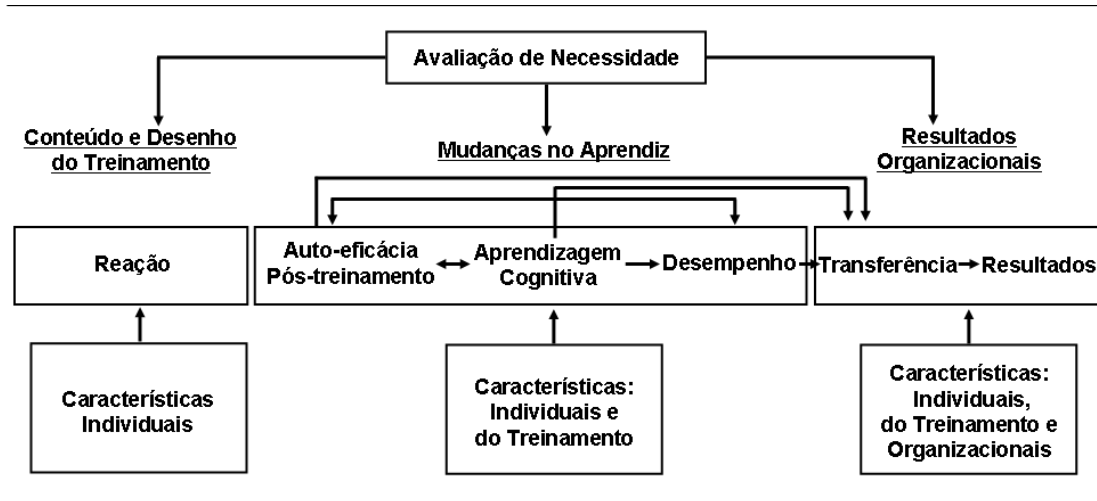 Avaliação de Necessidade
Conteúdo e Desenho
do Treinamento
Mudanças no Aprendiz
Resultados
Organizacionais
Reação
Auto-eficácia
Pós-treinamento
Aprendizagem
Cognitiva
Desempenho
Transferência
Resultados
Características
Individuais
Características:
Individuais e
do Treinamento
Características:
Individuais,
do Treinamento e
Organizacionais